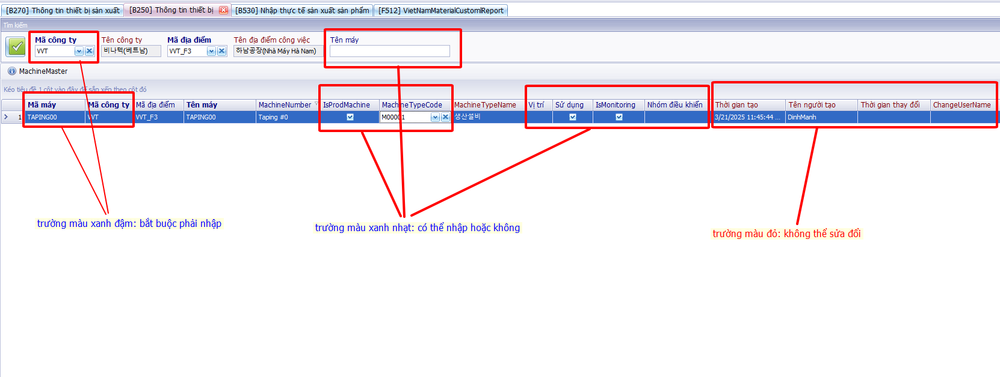 [B270] Thông tin thiết bị sản xuất [B250] Thông tin thiết bị [B530] Nhập thực tế sản xuất sản phẩm [F512] VietNamMaterialCustomlReport
Tìm kiếm
Mã công ty Tên công ty Mã địa điểm Tên địa điểm công việc Tên máy
VVT 비나텍(베트남) VVT_F3 하남공장(Nhà Máy Hà Nam)
MachineMaster
Kéo tiêu đề 1 cột vào đây để sắp xếp theo cột đó
Mã máy Mã công ty Mã địa điểm Tên máy MachineNumber IsProdMachine MachineTypeCode MachineTypeName Vị trí Sử dụng IsMonitoring Nhóm điều khiển Thời gian tạo Tên người tạo Thời gian thay đổi ChangeUserName
1 TAPING00 VVT VVT_F3 TAPING00 Taping #0 M00001 생산설비 3/21/2025 11:45:44 ... DinhManh
trường màu xanh đậm: bắt buộc phải nhập
trường màu xanh nhạt: có thể nhập hoặc không
trường màu đỏ: không thể sửa đổi